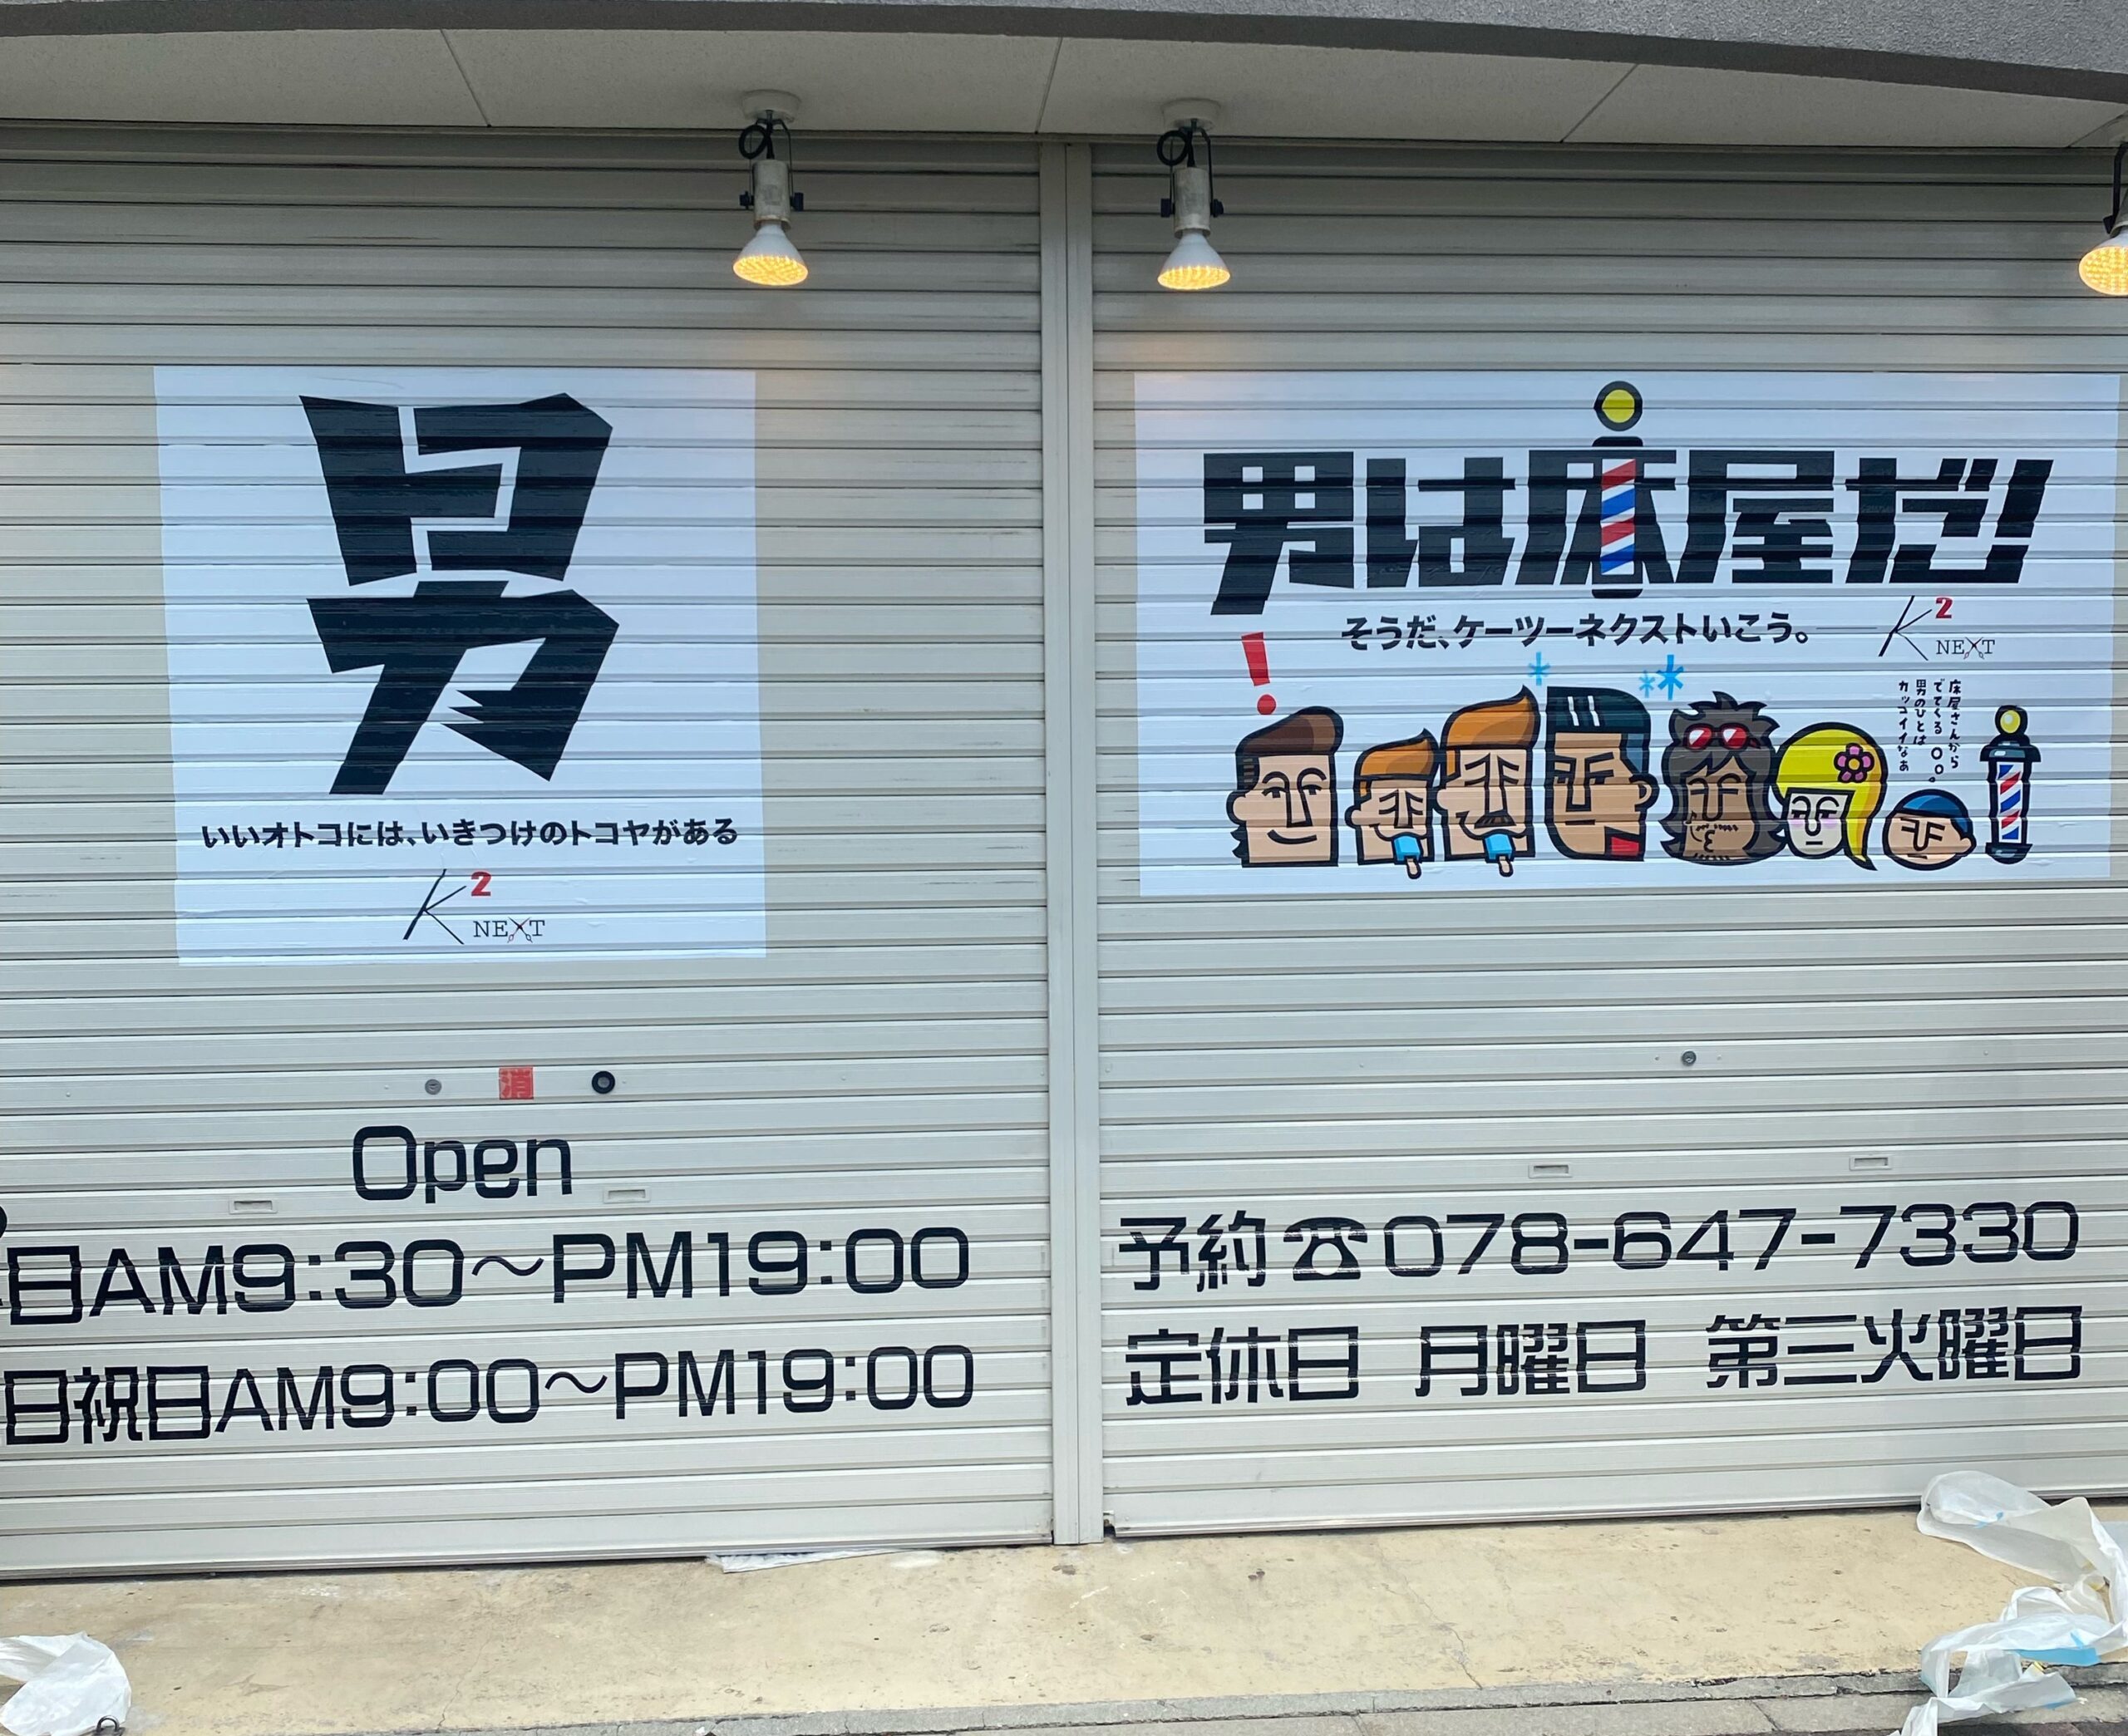 男
いいオトコには、いきつけのトコヤがある
K2 NEXT
消
Open
日AM9:30～PM19:00
日祝日AM9:00～PM19:00
男は床屋だ!
そうだ、ケーツーネクストいこう。
K2 NEXT
!
床屋さんから
でてくる○○。
男のひとは
カッコイイなぁ
予約☎078-647-7330
定休日 月曜日 第三火曜日